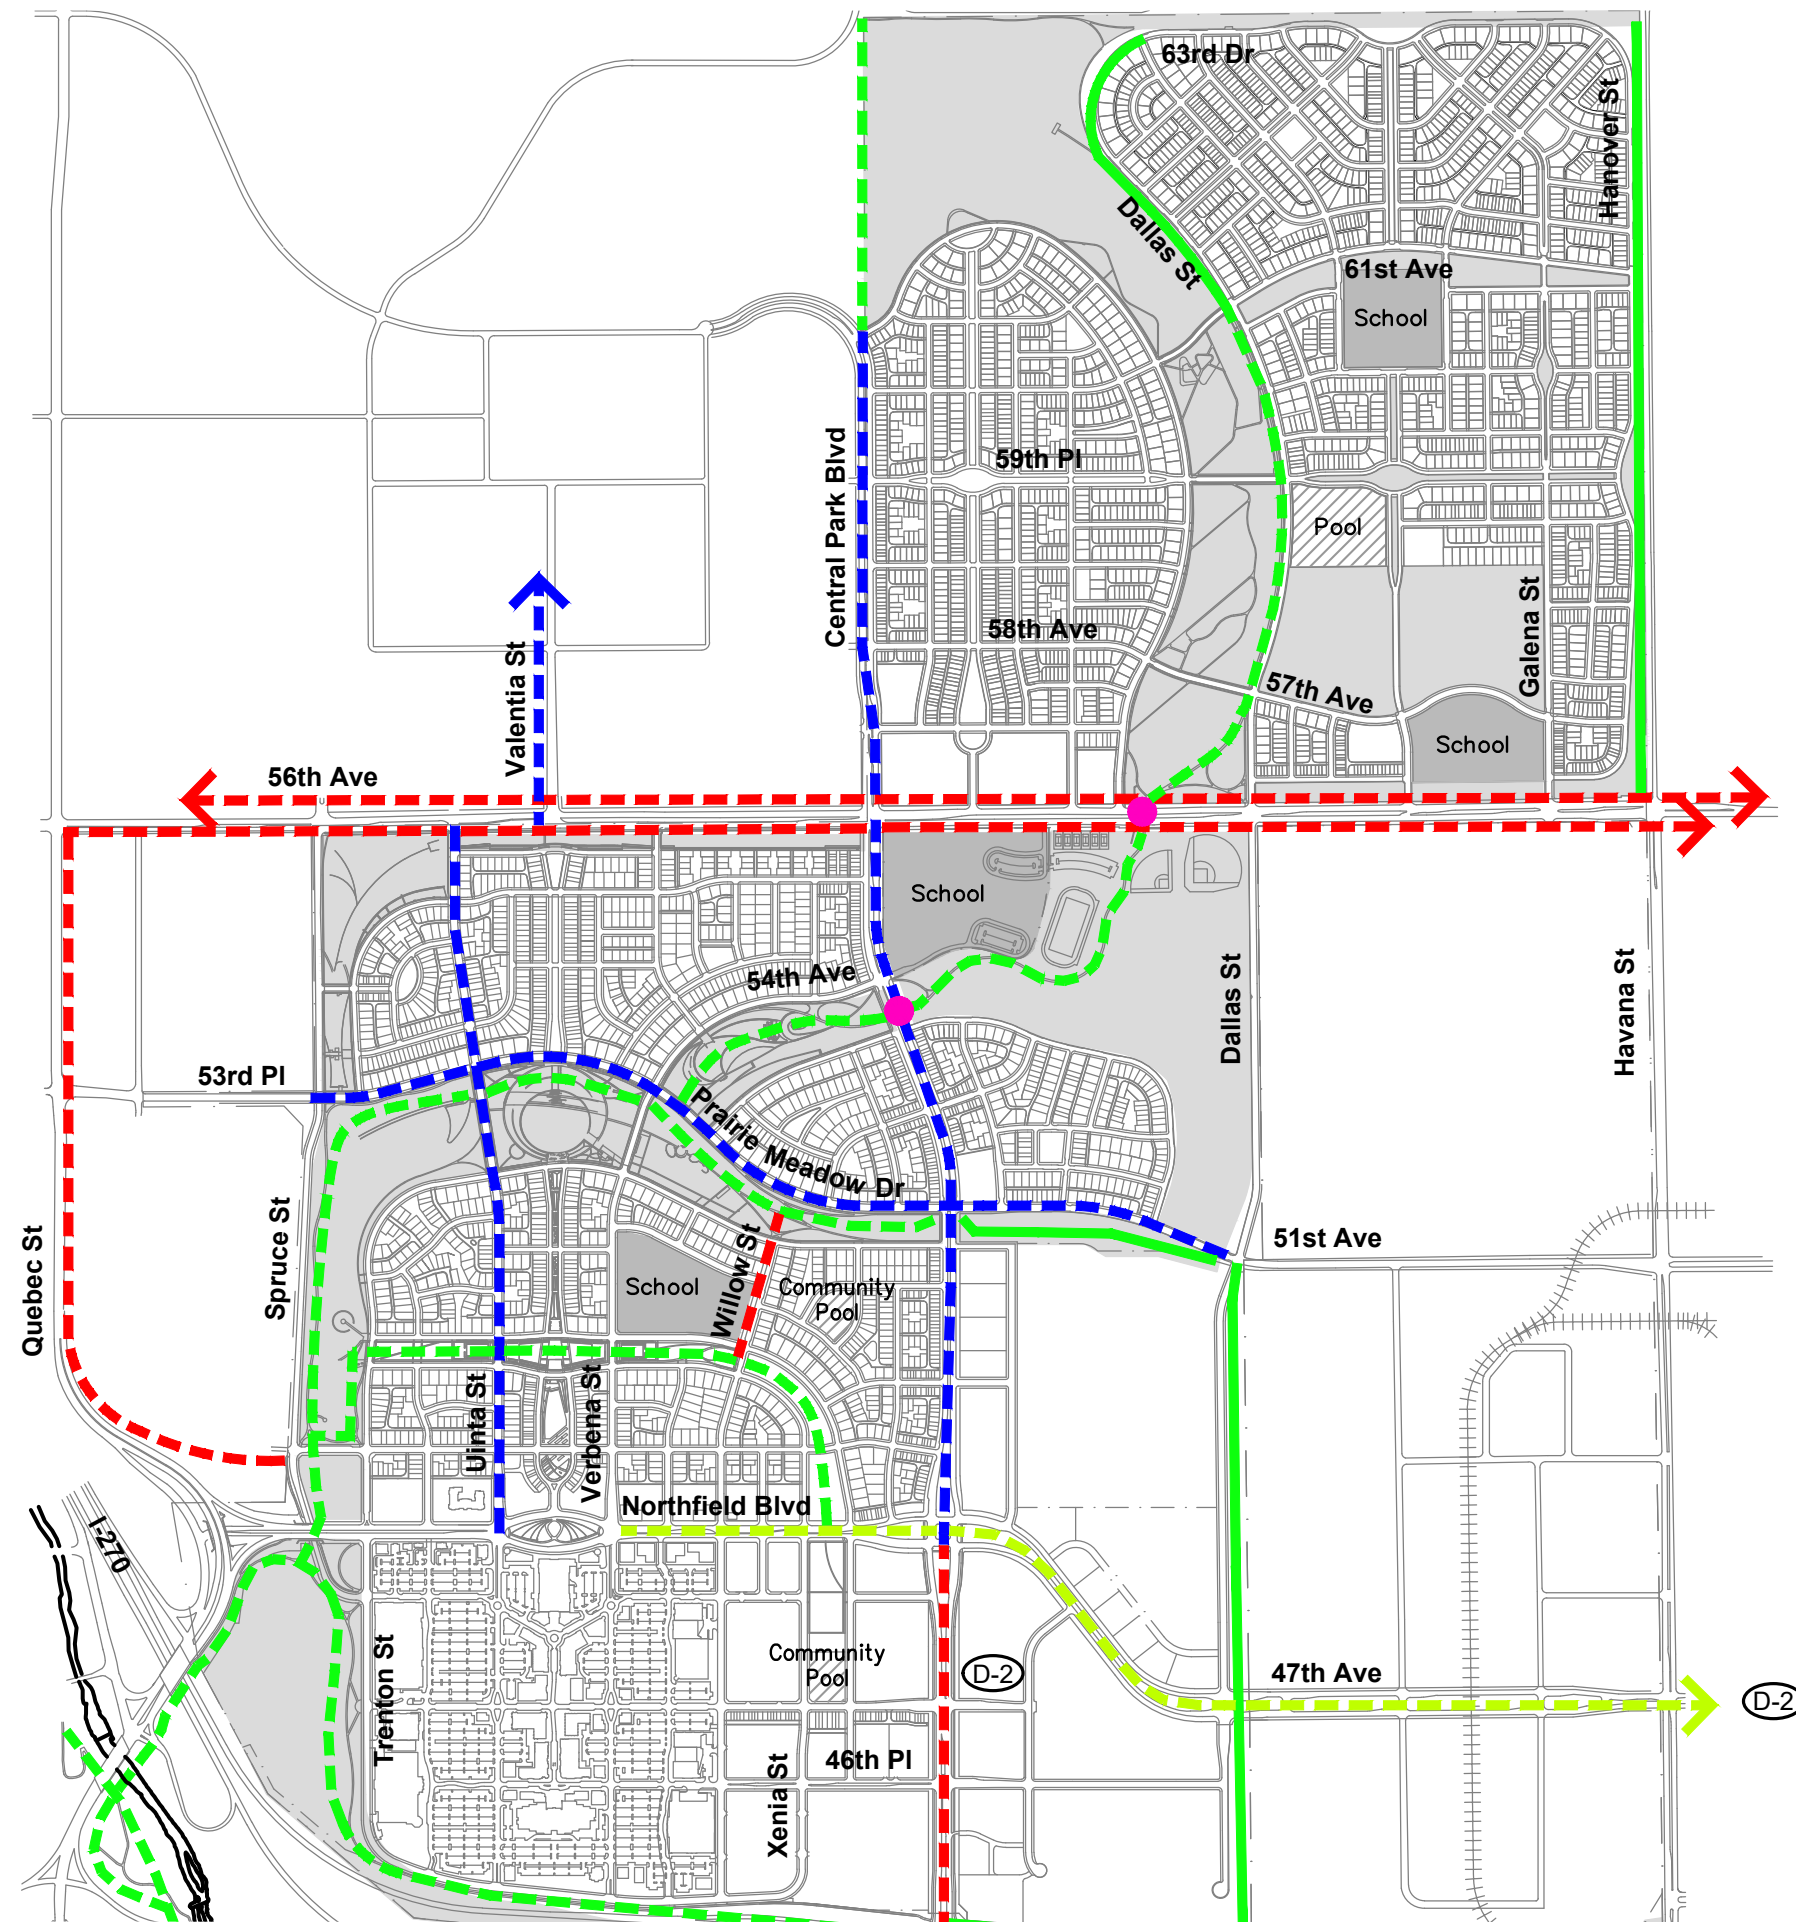 63rd Dr
Hanover St
Dallas St
61st Ave
School
Central Park Blvd
59th Pl
Pool
58th Ave
Galena St
Valentia St
57th Ave
School
56th Ave
School
54th Ave
Dallas St
Havana St
53rd Pl
Prairie Meadow Dr
Quebec St
Spruce St
Willow St
51st Ave
School
Community
Pool
Uinta St
Verbena St
Northfield Blvd
I-270
Trenton St
Community
Pool
D-2
47th Ave
D-2
46th Pl
Xenia St